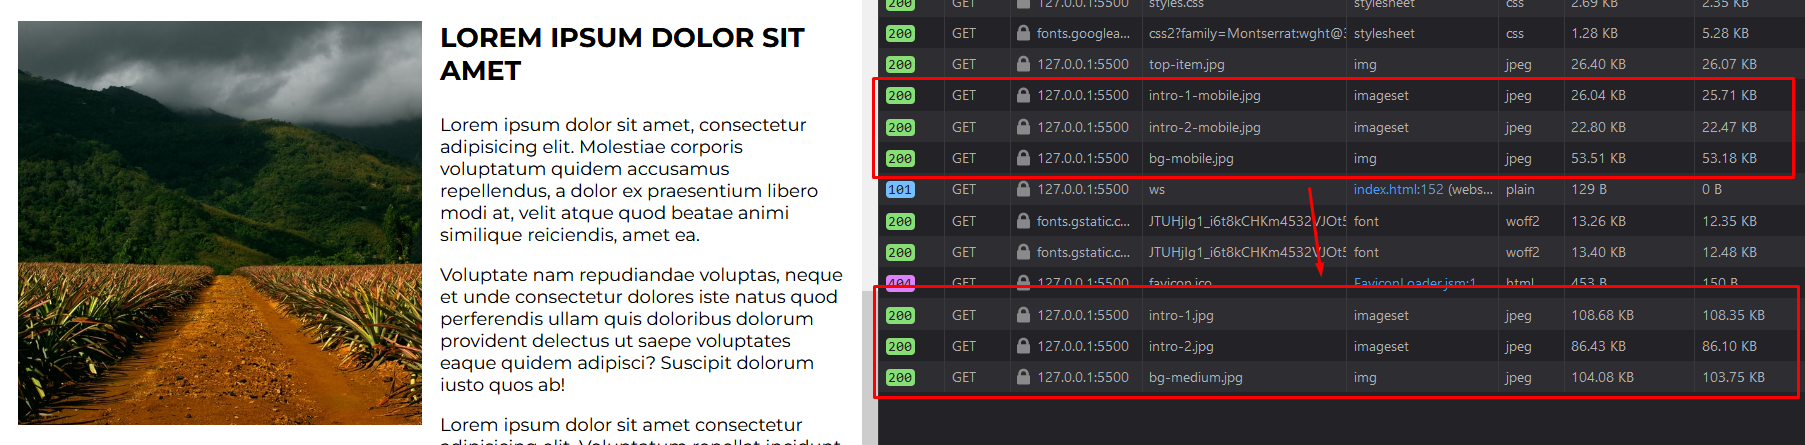 LOREM IPSUM DOLOR SIT
AMET
Lorem ipsum dolor sit amet, consectetur
adipisicing elit. Molestiae corporis
voluptatum quidem accusamus
repellendus, a dolor ex praesentium libero
modi at, velit atque quod beatae animi
similique reiciendis, amet ea.
Voluptate nam repudiandae voluptas, neque
et unde consectetur dolores iste natus quod
perferendis ullam quis doloribus dolorum
provident delectus ut saepe voluptates
eaque quidem adipisci? Suscipit dolorum
iusto quos ab!
Lorem ipsum dolor sit amet consectetur
adipisicing elit. Voluptatum repellat incidunt
200 GET 127.0.0.1:5500 styles.css stylesheet css 2.69 KB 2.35 KB
200 GET fonts.googlea... css2?family=Montserrat:wght@3 stylesheet css 1.28 KB 5.28 KB
200 GET 127.0.0.1:5500 top-item.jpg img jpeg 26.40 KB 26.07 KB
200 GET 127.0.0.1:5500 intro-1-mobile.jpg imageset jpeg 26.04 KB 25.71 KB
200 GET 127.0.0.1:5500 intro-2-mobile.jpg imageset jpeg 22.80 KB 22.47 KB
200 GET 127.0.0.1:5500 bg-mobile.jpg img jpeg 53.51 KB 53.18 KB
101 GET 127.0.0.1:5500 ws index.html:152 (webs... plain 129 B 0 B
200 GET fonts.gstatic.c... JTUHjIg1_i6t8kCHKm4532VJOt5 font woff2 13.26 KB 12.35 KB
200 GET fonts.gstatic.c... JTUHjIg1_i6t8kCHKm4532VJOt5 font woff2 13.40 KB 12.48 KB
404 GET 127.0.0.1:5500 favicon.ico FaviconLoader.jsm:1... html 453 B 150 B
200 GET 127.0.0.1:5500 intro-1.jpg imageset jpeg 108.68 KB 108.35 KB
200 GET 127.0.0.1:5500 intro-2.jpg imageset jpeg 86.43 KB 86.10 KB
200 GET 127.0.0.1:5500 bg-medium.jpg img jpeg 104.08 KB 103.75 KB